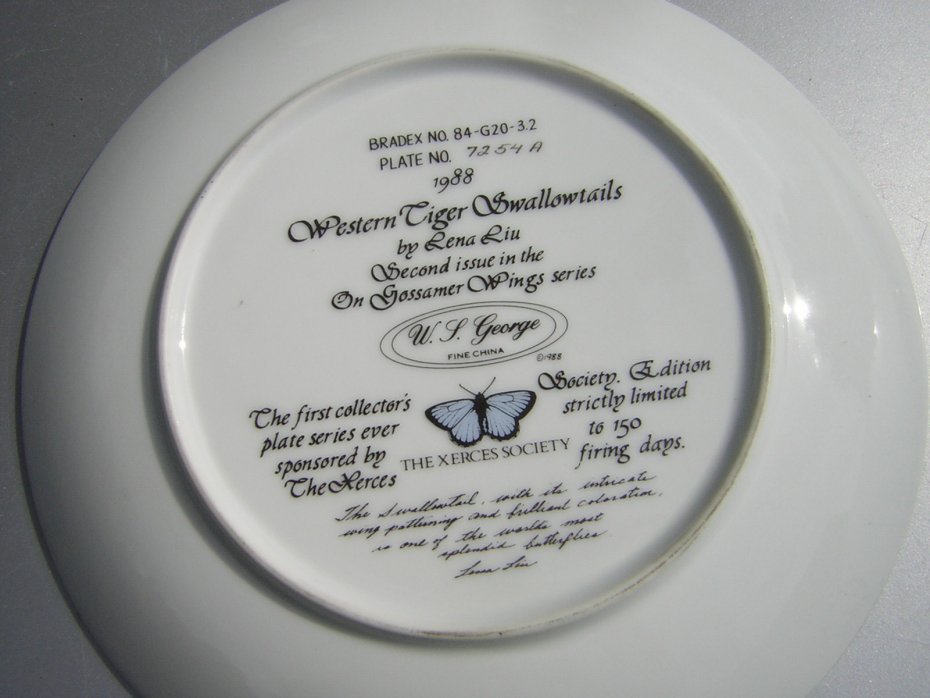 BRADEX NO. 84-G20-3.2
PLATE NO. 7254 A
1988
Western Tiger Swallowtails
by Lena Liu
Second issue in the
On Gossamer Wings series
W. S. George
FINE CHINA
©1988
The first collector's
plate series ever
sponsored by
The Xerces
THE XERCES SOCIETY
Society. Edition
strictly limited
to 150
firing days.
The Swallowtail, with its intricate
wing patterning and brilliant coloration,
is one of the worlds most
splendid butterflies.
Lena Liu